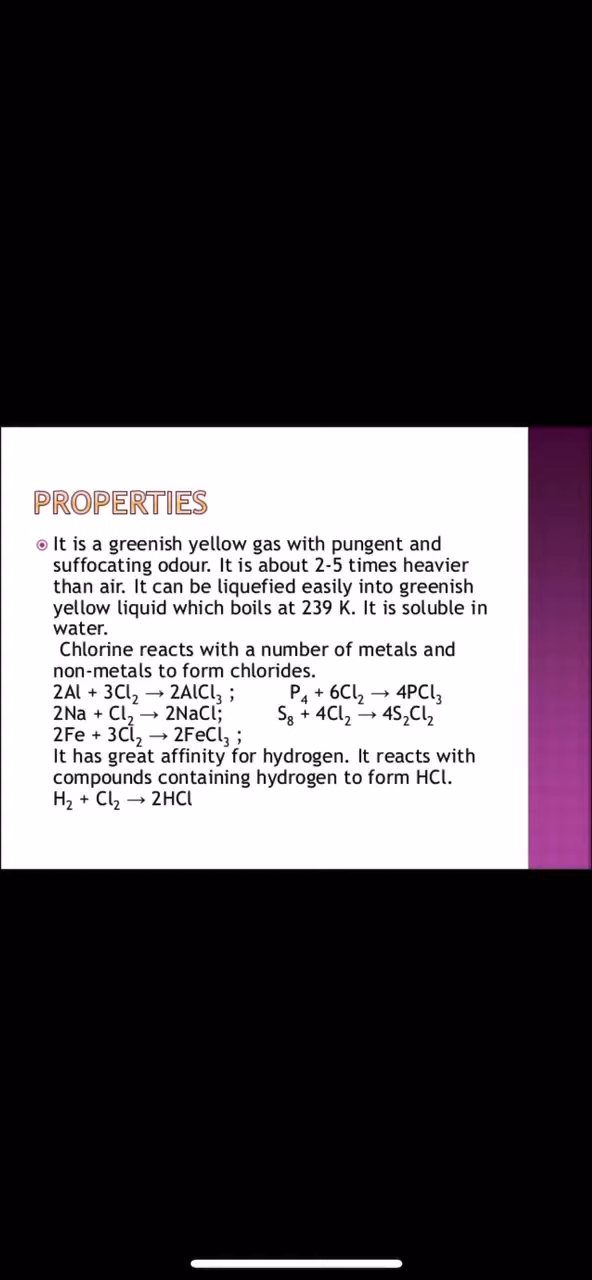 PROPERTIES
It is a greenish yellow gas with pungent and
suffocating odour. It is about 2-5 times heavier
than air. It can be liquefied easily into greenish
yellow liquid which boils at 239 K. It is soluble in
water.
Chlorine reacts with a number of metals and
non-metals to form chlorides.
2Al + 3Cl₂ → 2AlCl₃ ; P₄ + 6Cl₂ → 4PCl₃
2Na + Cl₂ → 2NaCl; S₈ + 4Cl₂ → 4S₂Cl₂
2Fe + 3Cl₂ → 2FeCl₃ ;
It has great affinity for hydrogen. It reacts with
compounds containing hydrogen to form HCl.
H₂ + Cl₂ → 2HCl